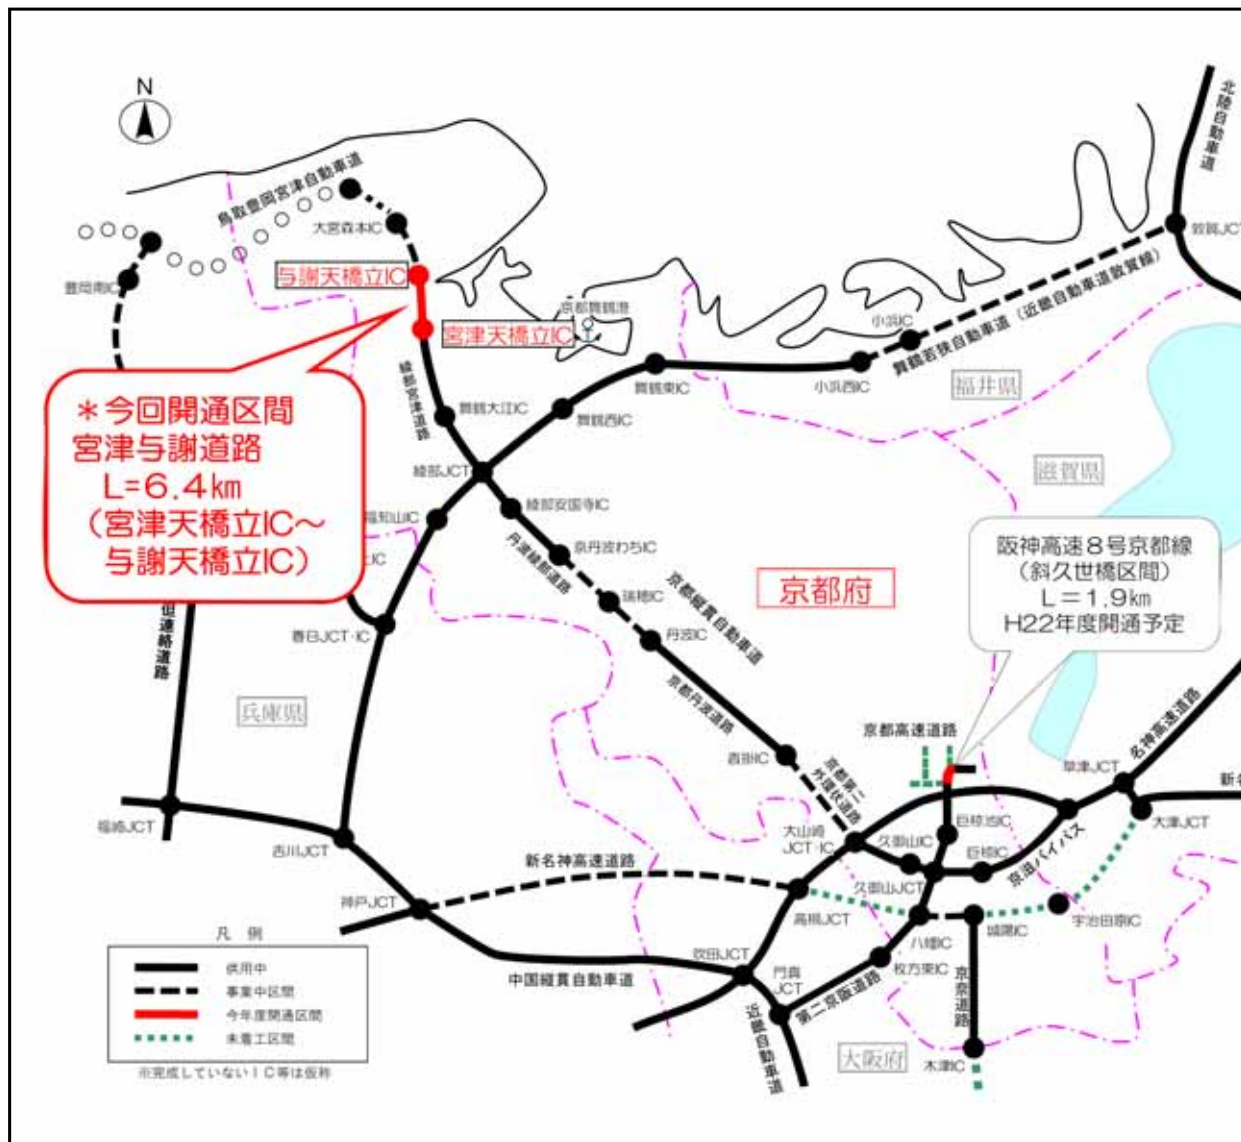 N
北陸自動車道
鳥取豊岡宮津自動車道
大宮森本IC
敦賀JCT
豊岡南IC
与謝天橋立IC
京都舞鶴港
宮津天橋立IC
小浜IC
舞鶴若狭自動車道（近畿自動車道敦賀線）
小浜西IC
舞鶴東IC
福井県
綾部宮津道路
舞鶴大江IC
舞鶴西IC
＊今回開通区間
宮津与謝道路
L=6.4㎞
（宮津天橋立IC～
与謝天橋立IC）
綾部JCT
滋賀県
福知山IC
綾部安国寺IC
IC
丹波綾部道路
京丹波わちIC
阪神高速8号京都線
（斜久世橋区間）
L＝1.9㎞
H22年度開通予定
京都府
瑞穂IC
京都縦貫自動車道
春日JCT・IC
丹波IC
但連絡道路
京都丹波道路
兵庫県
京都高速道路
名神高速道路
沓掛IC
京都第二
外環状道路
草津JCT
新名
福崎JCT
吉川JCT
大山崎
JCT・IC
久御山IC
巨椋池IC
巨椋IC
京滋バイパス
大津JCT
新名神高速道路
久御山JCT
神戸JCT
高槻JCT
八幡IC
城陽IC
宇治田原IC
凡 例
供用中
事業中区間
今年度開通区間
未着工区間
※完成していないＩＣ等は仮称
中国縦貫自動車道
吹田JCT
門真
JCT
枚方東IC
第二京阪道路
京奈道路
近畿自動車道
大阪府
木津IC